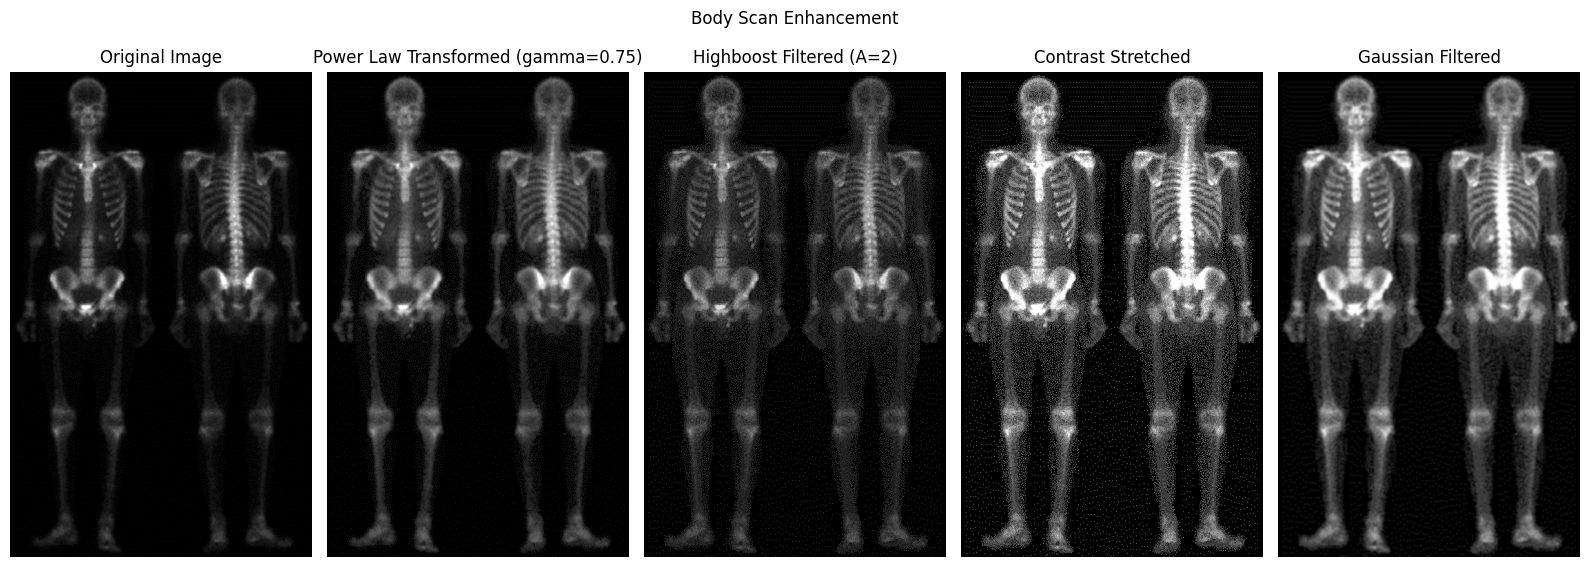 Body Scan Enhancement
Original Image
Power Law Transformed (gamma=0.75)
Highboost Filtered (A=2)
Contrast Stretched
Gaussian Filtered